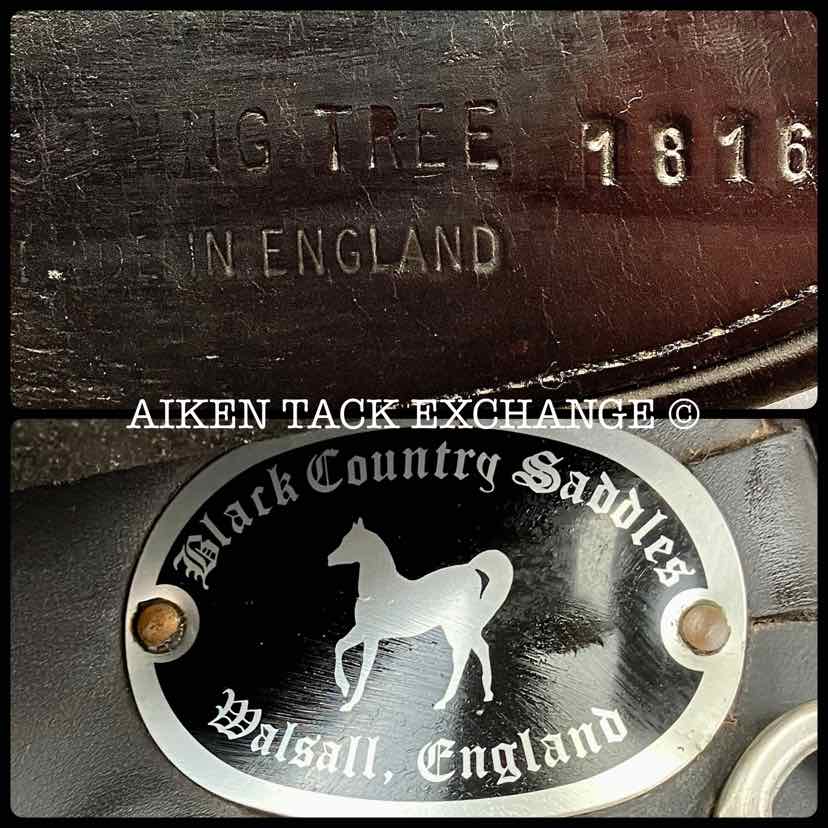 TREE 1816
IN ENGLAND
AIKEN TACK EXCHANGE ©
Black Country Saddles
Walsall, England